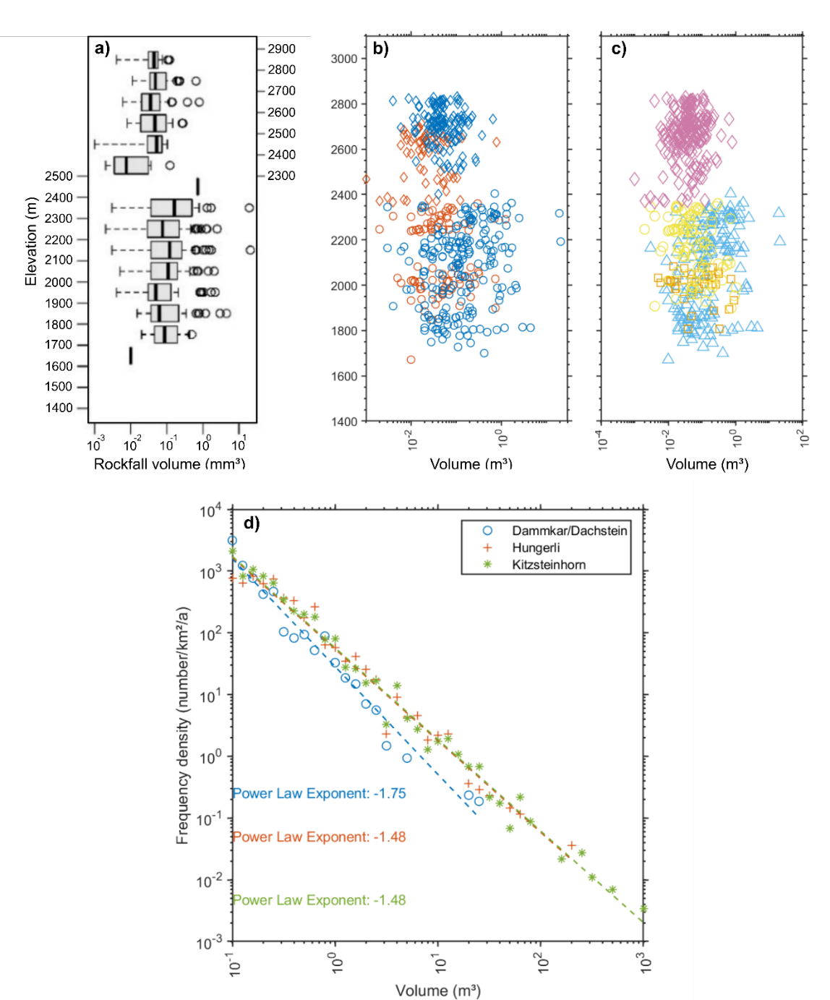 a)
2900
2800
2700
2600
2500
2400
2300
2500
2400
2300
2200
2100
2000
1900
1800
1700
1600
1500
1400
Elevation (m)
10-3 10-2 10-1 100 101
Rockfall volume (mm³)
b)
3000
2800
2600
2400
2200
2000
1800
1600
1400
10-2 100
Volume (m³)
c)
10-4 10-2 100 102
Volume (m³)
d)
Dammkar/Dachstein
Hungerli
Kitzsteinhorn
104
103
102
101
100
10-1
10-2
10-3
Frequency density (number/km²/a)
Power Law Exponent: -1.75
Power Law Exponent: -1.48
Power Law Exponent: -1.48
10-1 100 101 102 103
Volume (m³)